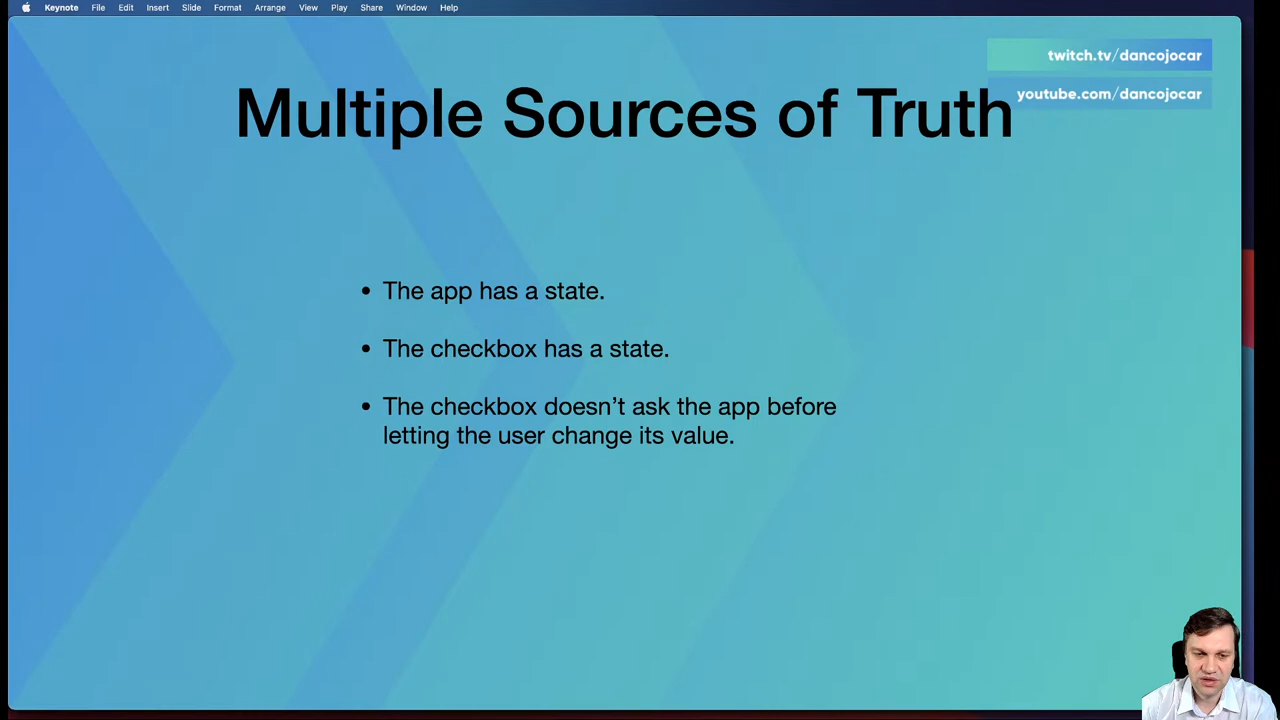 Keynote File Edit Insert Slide Format Arrange View Play Share Window Help
twitch.tv/dancojocar
youtube.com/dancojocar
Multiple Sources of Truth
• The app has a state.
• The checkbox has a state.
• The checkbox doesn’t ask the app before
letting the user change its value.